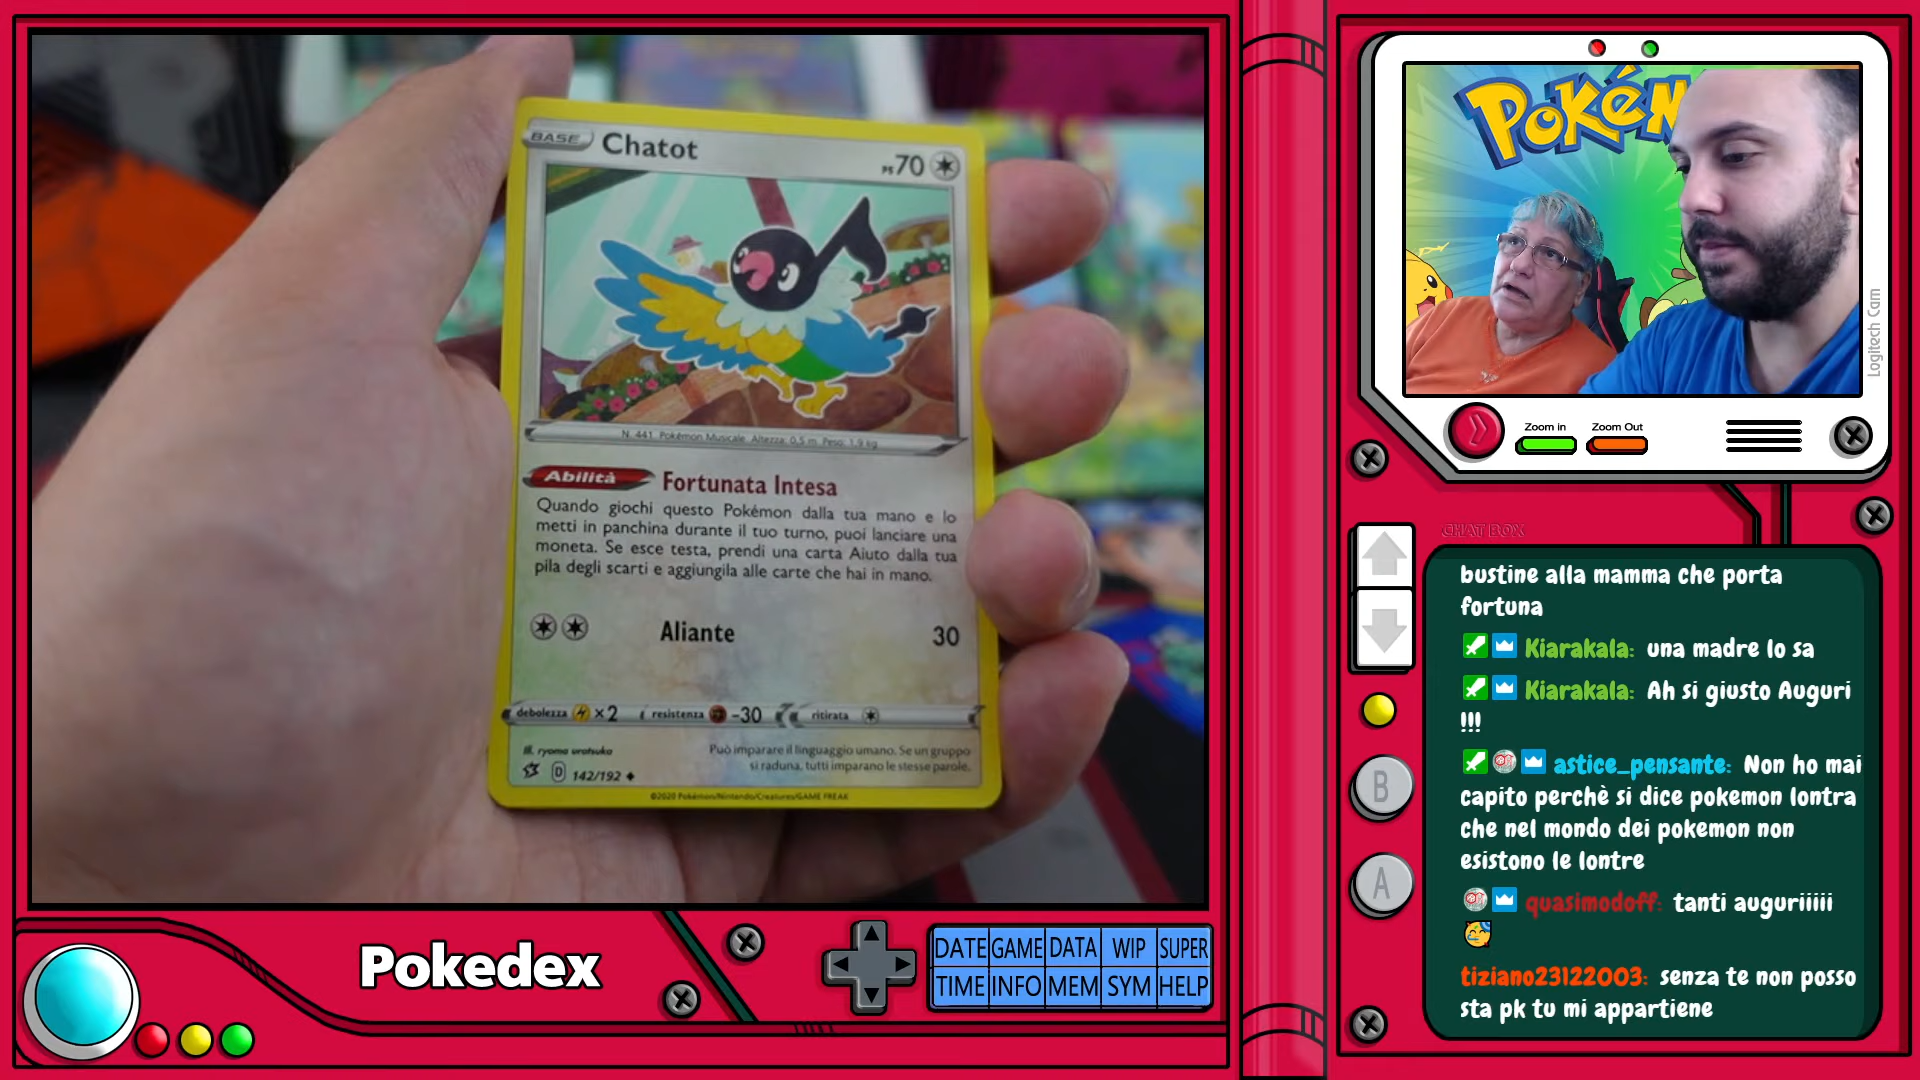 BASE Chatot PS70
N. 441 Pokémon Musicale. Altezza: 0,5 m. Peso: 1,9 kg
Abilità Fortunata Intesa
Quando giochi questo Pokémon dalla tua mano e lo
metti in panchina durante il tuo turno, puoi lanciare una
moneta. Se esce testa, prendi una carta Aiuto dalla tua
pila degli scarti e aggiungila alle carte che hai in mano.
Aliante 30
debolezza ×2 resistenza -30 ritirata
Ill. ryoma uratsuka
Può imparare il linguaggio umano. Se un gruppo
si raduna, tutti imparano le stesse parole.
D 142/192
©2020 Pokémon/Nintendo/Creatures/GAME FREAK
Pokedex
DATE GAME DATA WIP SUPER
TIME INFO MEM SYM HELP
POKÉM
Logitech Cam
Zoom in Zoom Out
CHAT BOX
bustine alla mamma che porta
fortuna
Kiarakala: una madre lo sa
Kiarakala: Ah si giusto Auguri
!!!
astice_pensante: Non ho mai
capito perchè si dice pokemon lontra
che nel mondo dei pokemon non
esistono le lontre
quasimodoff: tanti auguriiiii
tiziano23122003: senza te non posso
sta pk tu mi appartiene
B
A